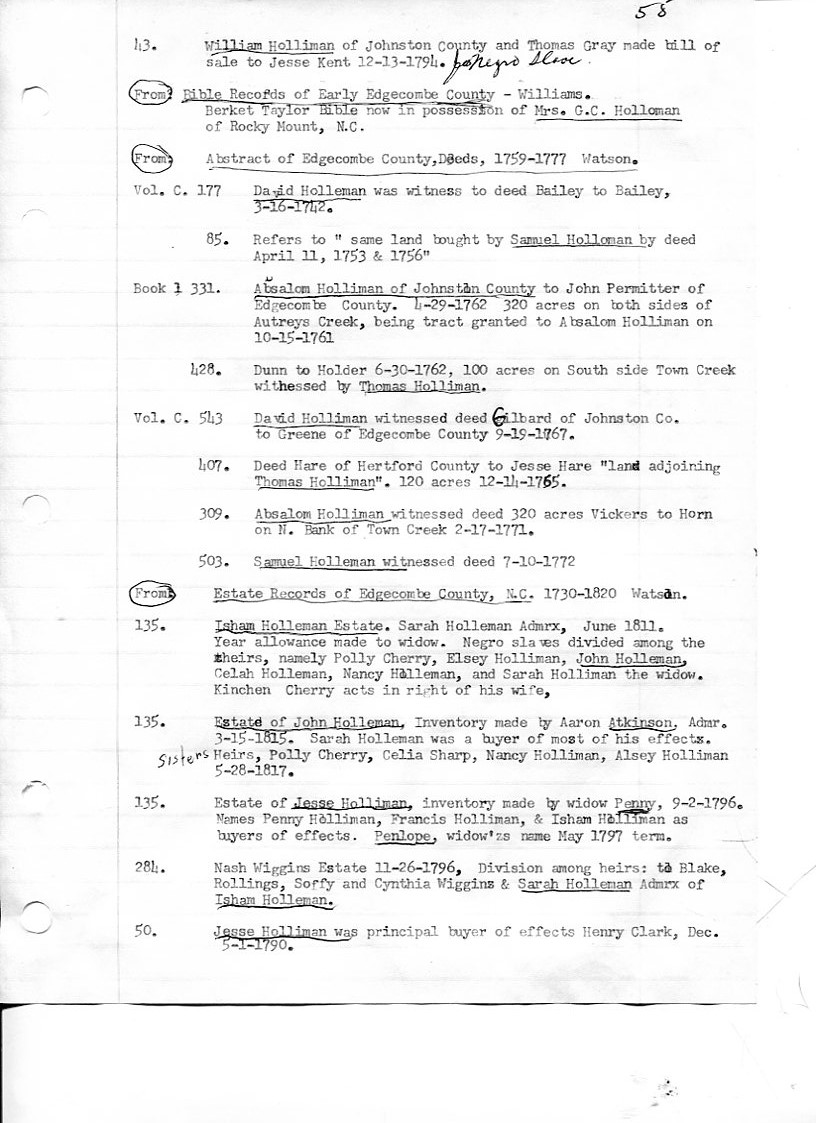 58
43. William Holliman of Johnston County and Thomas Gray made bill of
sale to Jesse Kent 12-13-1794. for Negro Slave
From: Bible Records of Early Edgecombe County - Williams.
Berket Taylor Bible now in possession of Mrs. G.C. Holloman
of Rocky Mount, N.C.
From: Abstract of Edgecombe County,Deeds, 1759-1777 Watson.
Vol. C. 177 David Holleman was witness to deed Bailey to Bailey,
3-16-1742.
85. Refers to " same land bought by Samuel Holloman by deed
April 11, 1753 & 1756"
Book 1 331. Absalom Holliman of Johnston County to John Permitter of
Edgecombe County. 4-29-1762 320 acres on both sides of
Autreys Creek, being tract granted to Absalom Holliman on
10-15-1761
428. Dunn to Holder 6-30-1762, 100 acres on South side Town Creek
withessed by Thomas Holliman.
Vol. C. 543 David Holliman witnessed deed Gilbard of Johnston Co.
to Greene of Edgecombe County 9-19-1767.
407. Deed Hare of Hertford County to Jesse Hare "land adjoining
Thomas Holliman". 120 acres 12-14-1765.
309. Absalom Holliman witnessed deed 320 acres Vickers to Horn
on N. Bank of Town Creek 2-17-1771.
503. Samuel Holleman witnessed deed 7-10-1772
From: Estate Records of Edgecombe County, N.C. 1730-1820 Watson.
135. Isham Holleman Estate. Sarah Holleman Admrx, June 1811.
Year allowance made to widow. Negro slaves divided among the
theirs, namely Polly Cherry, Elsey Holliman, John Holleman,
Celah Holleman, Nancy Holleman, and Sarah Holliman the widow.
Kinchen Cherry acts in right of his wife,
135. Estate of John Holleman, Inventory made by Aaron Atkinson, Admr.
3-15-1815. Sarah Holleman was a buyer of most of his effects.
Sisters Heirs, Polly Cherry, Celia Sharp, Nancy Holliman, Alsey Holliman
5-28-1817.
135. Estate of Jesse Holliman, inventory made by widow Penny, 9-2-1796.
Names Penny Holliman, Francis Holliman, & Isham Holliman as
buyers of effects. Penlope, widow'zs name May 1797 term.
284. Nash Wiggins Estate 11-26-1796, Division among heirs: to Blake,
Rollings, Soffy and Cynthia Wiggins & Sarah Holleman Admrx of
Isham Holleman.
50. Jesse Holliman was principal buyer of effects Henry Clark, Dec.
5-1-1790.